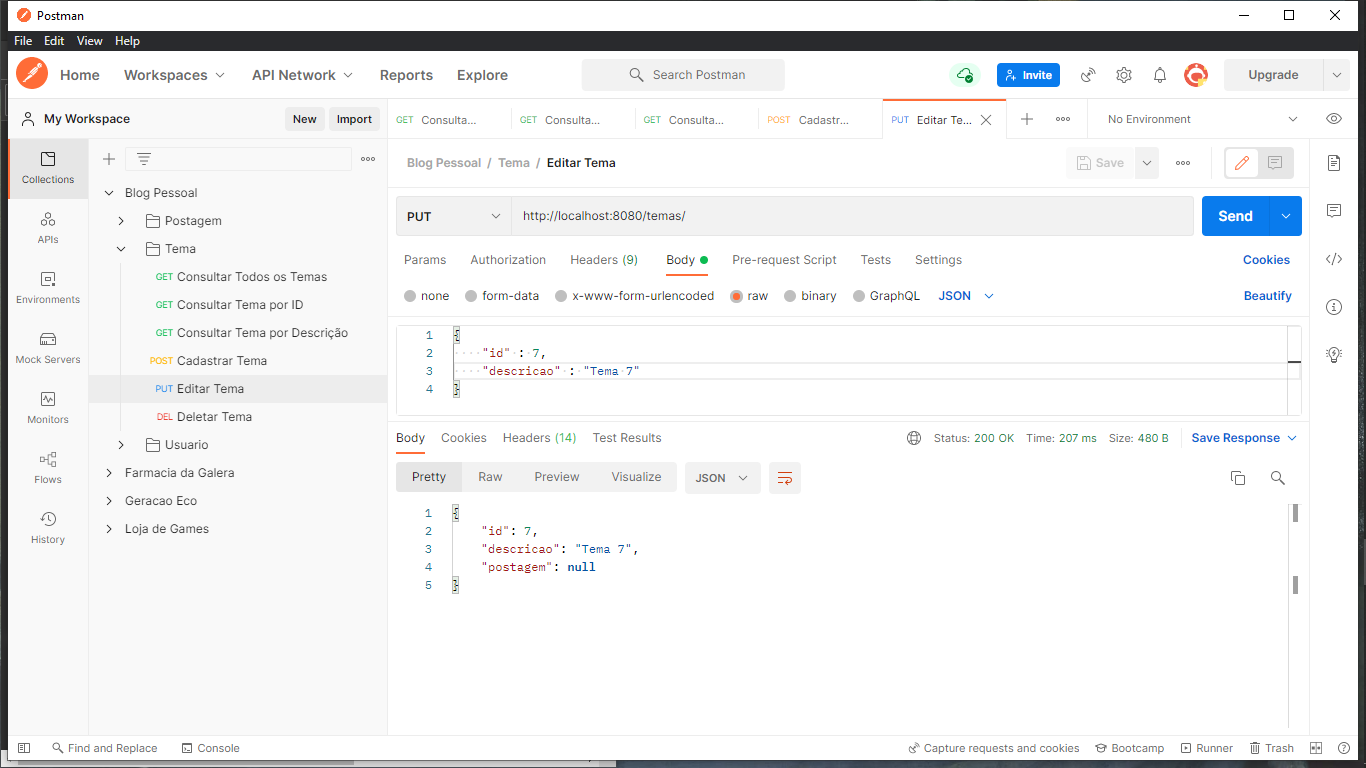 Postman
File Edit View Help
Home Workspaces API Network Reports Explore Search Postman Invite Upgrade
My Workspace New Import
GET Consulta... GET Consulta... GET Consulta... POST Cadastr... PUT Editar Te... No Environment
Collections
APIs
Environments
Mock Servers
Monitors
Flows
History
Blog Pessoal
Postagem
Tema
GET Consultar Todos os Temas
GET Consultar Tema por ID
GET Consultar Tema por Descrição
POST Cadastrar Tema
PUT Editar Tema
DEL Deletar Tema
Usuario
Farmacia da Galera
Geracao Eco
Loja de Games
Blog Pessoal / Tema / Editar Tema Save
PUT http://localhost:8080/temas/ Send
Params Authorization Headers (9) Body Pre-request Script Tests Settings Cookies
none form-data x-www-form-urlencoded raw binary GraphQL JSON Beautify
1 {
2 "id" : 7,
3 "descricao" : "Tema 7"
4 }
Body Cookies Headers (14) Test Results Status: 200 OK Time: 207 ms Size: 480 B Save Response
Pretty Raw Preview Visualize JSON
1 {
2 "id": 7,
3 "descricao": "Tema 7",
4 "postagem": null
5 }
Find and Replace Console Capture requests and cookies Bootcamp Runner Trash